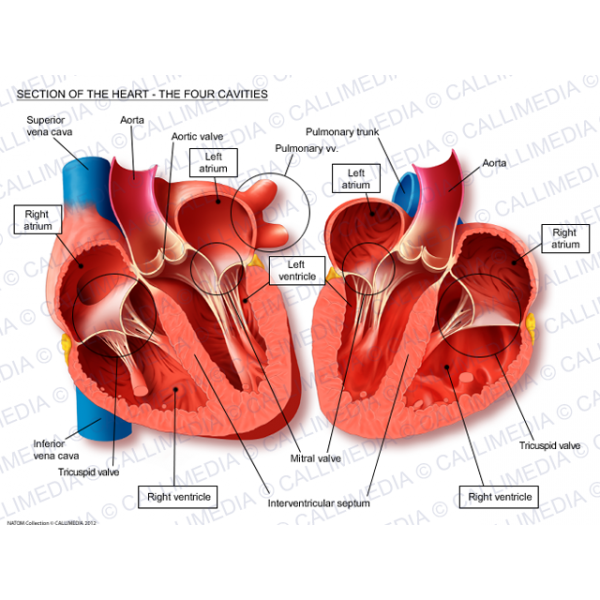 SECTION OF THE HEART - THE FOUR CAVITIES
Superior
vena cava
Aorta
Aortic valve
Left
atrium
Pulmonary trunk
Pulmonary vv.
Left
atrium
Aorta
Right
atrium
Right
atrium
Left
ventricle
Inferior
vena cava
Tricuspid valve
Mitral valve
Tricuspid valve
Right ventricle
Interventricular septum
Right ventricle
NATOM Collection © CALLIMEDIA 2012
© CALLIMEDIA © CALLIMEDIA © CALLIMEDIA